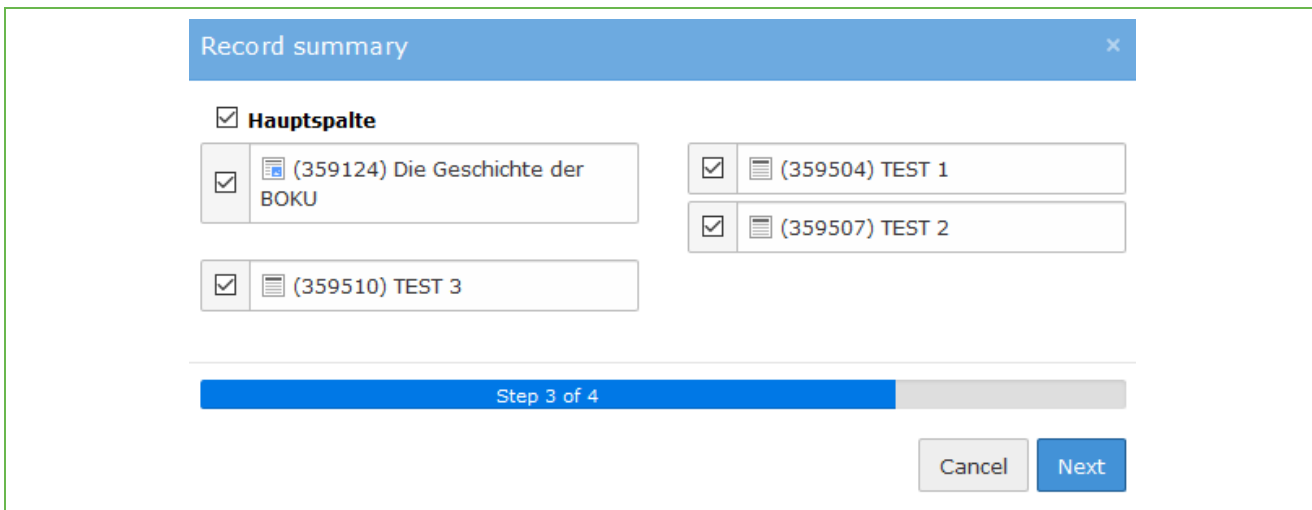 Record summary
×
Hauptspalte
(359124) Die Geschichte der
BOKU
(359504) TEST 1
(359507) TEST 2
(359510) TEST 3
Step 3 of 4
Cancel
Next